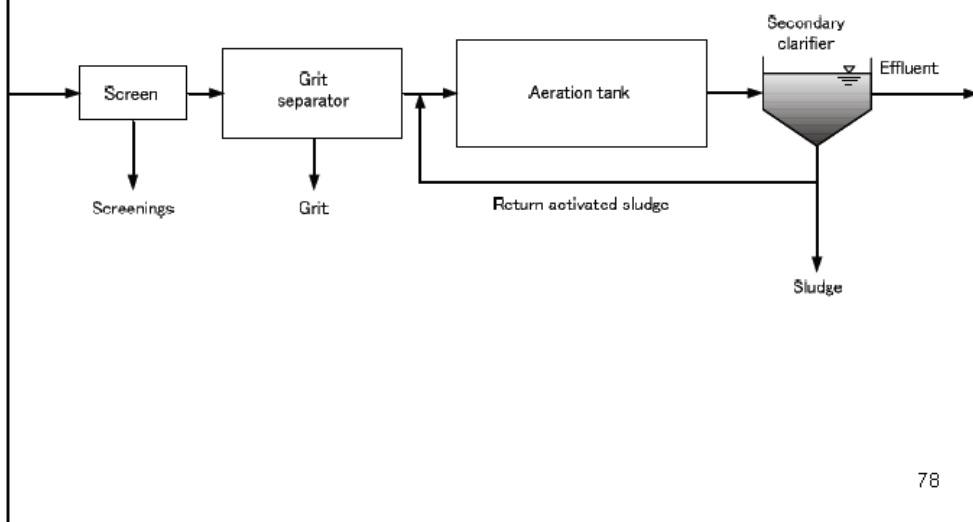 Secondary
clarifier
Effluent
Screen
Grit
separator
Aeration tank
Screenings
Grit
Return activated sludge
Sludge
78